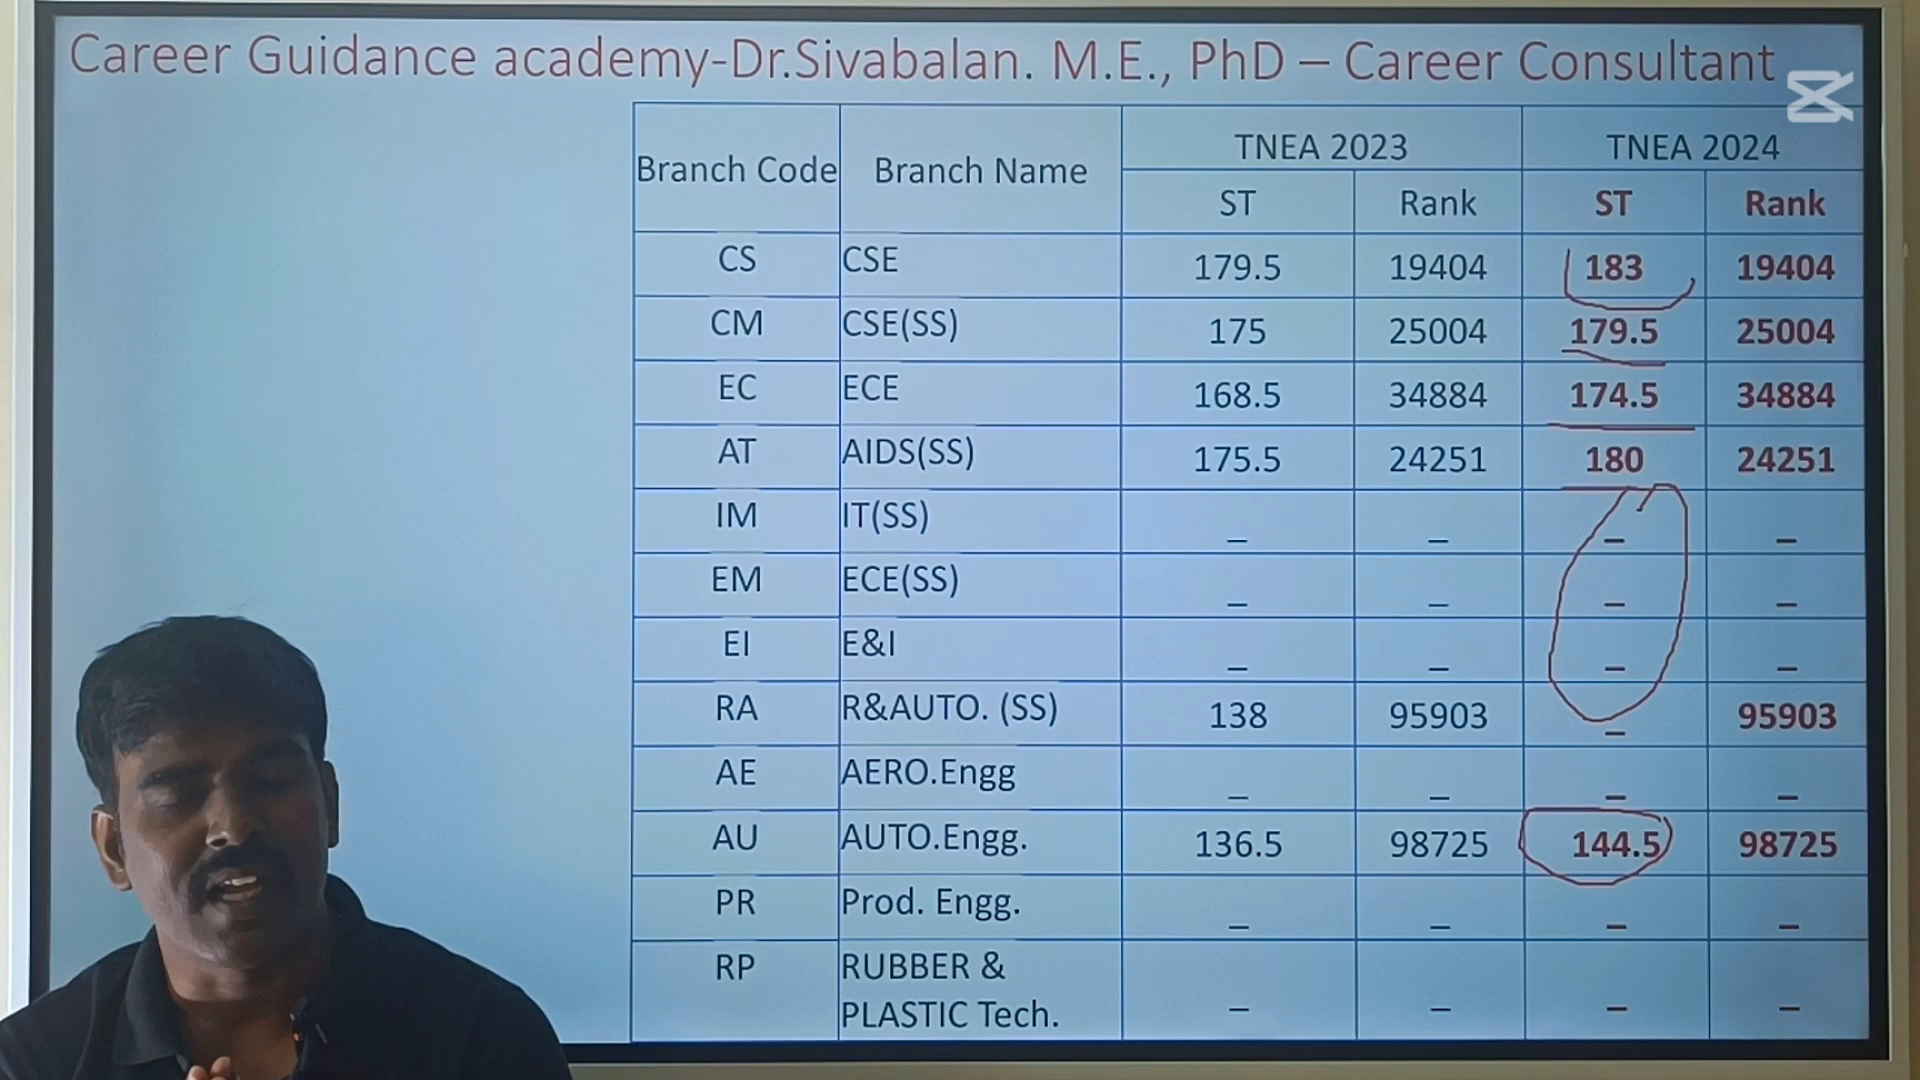 Career Guidance academy-Dr.Sivabalan. M.E., PhD – Career Consultant
Branch Code Branch Name TNEA 2023 TNEA 2024
ST Rank ST Rank
CS CSE 179.5 19404 183 19404
CM CSE(SS) 175 25004 179.5 25004
EC ECE 168.5 34884 174.5 34884
AT AIDS(SS) 175.5 24251 180 24251
IM IT(SS) – – – –
EM ECE(SS) – – – –
EI E&I – – – –
RA R&AUTO. (SS) 138 95903 – 95903
AE AERO.Engg – – – –
AU AUTO.Engg. 136.5 98725 144.5 98725
PR Prod. Engg. – – – –
RP RUBBER &
PLASTIC Tech. – – – –